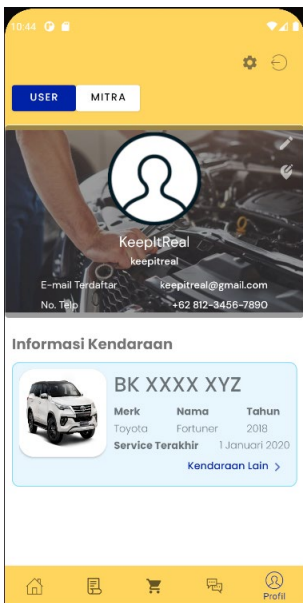 10:44
USER MITRA
KeepItReal
keepitreal
E-mail Terdaftar keepitreal@gmail.com
No. Telp +62 812-3456-7890
Informasi Kendaraan
BK XXXX XYZ
Merk Nama Tahun
Toyota Fortuner 2018
Service Terakhir 1 Januari 2020
Kendaraan Lain >
Profil